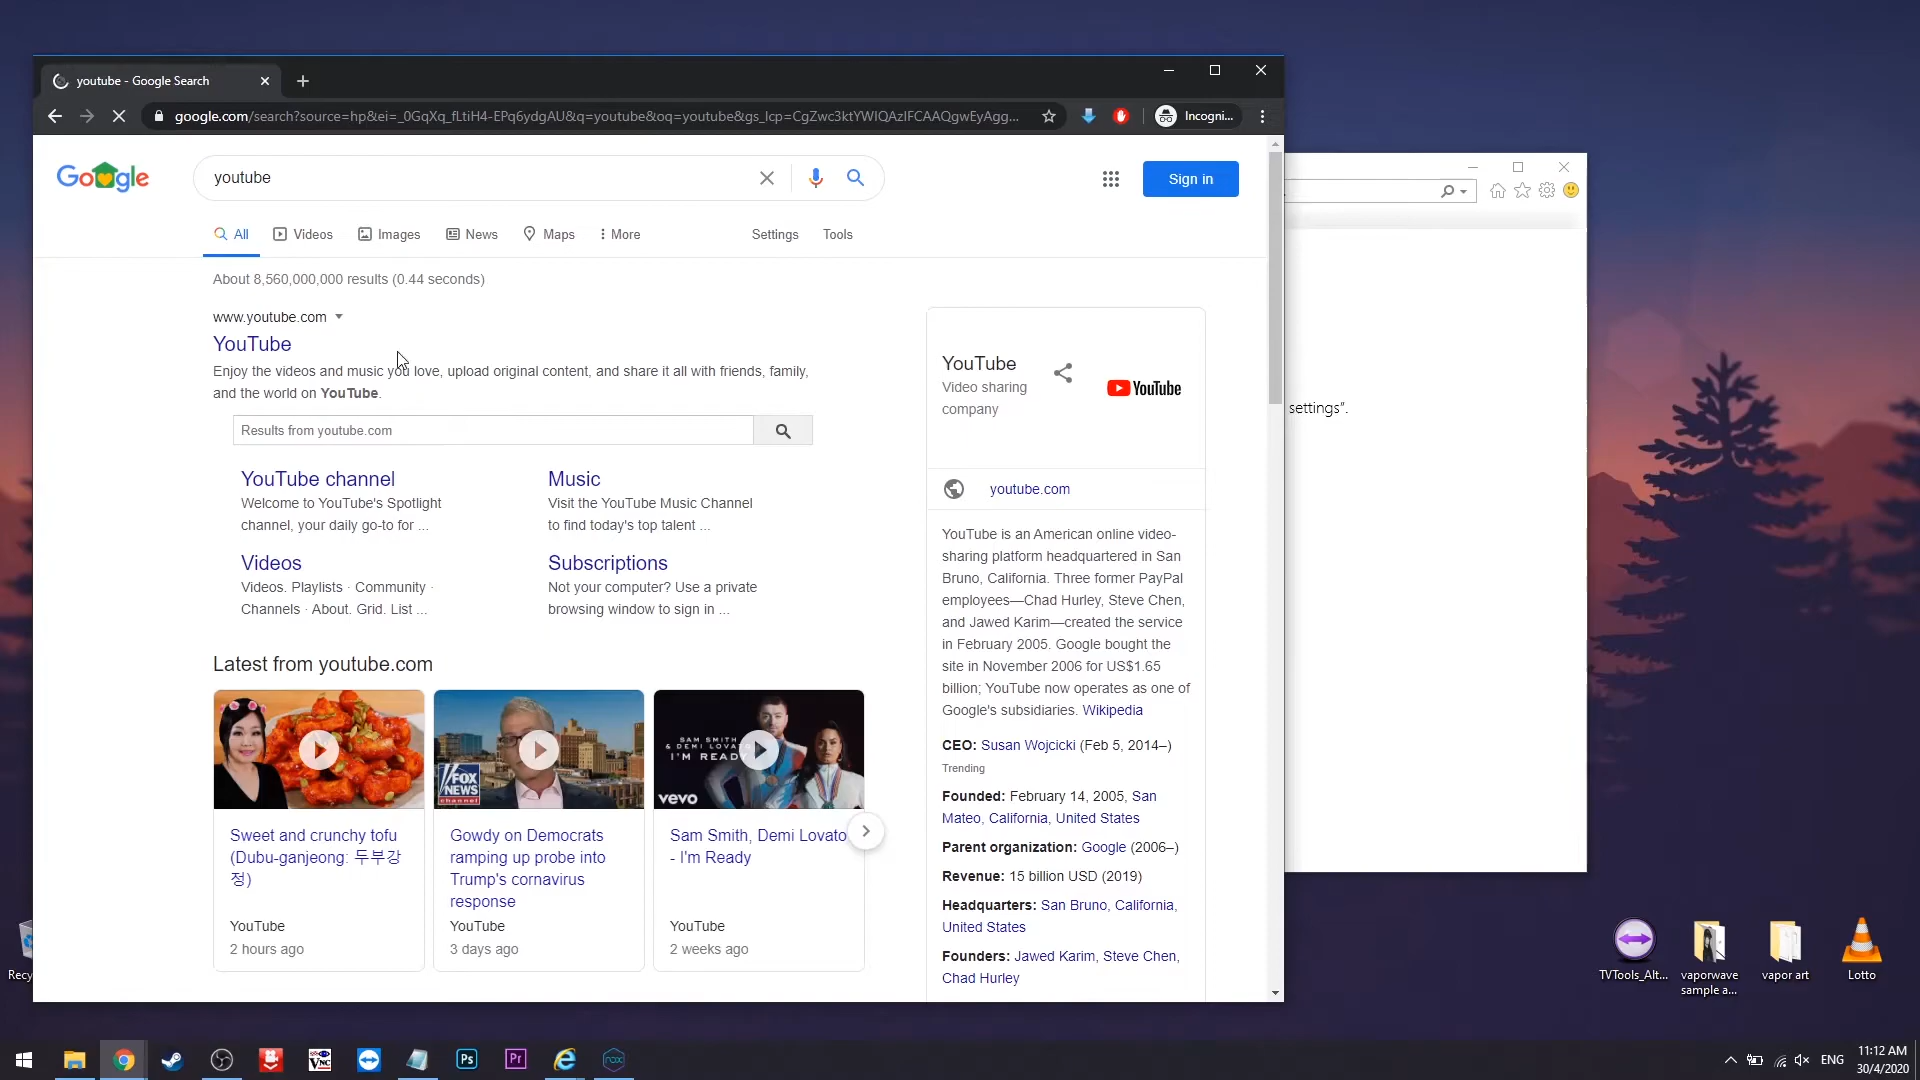 youtube - Google Search
google.com/search?source=hp&ei=_0GqXq_fLtiH4-EPq6ydgAU&q=youtube&oq=youtube&gs_lcp=CgZwc3ktYWIQAzIFCAAQgwEyAgg...
Incogni...
Google
youtube
Sign in
All
Videos
Images
News
Maps
More
Settings
Tools
About 8,560,000,000 results (0.44 seconds)
www.youtube.com
YouTube
Enjoy the videos and music you love, upload original content, and share it all with friends, family,
and the world on YouTube.
Results from youtube.com
YouTube channel
Welcome to YouTube's Spotlight
channel, your daily go-to for ...
Music
Visit the YouTube Music Channel
to find today's top talent ...
Videos
Videos. Playlists · Community ·
Channels · About. Grid. List ...
Subscriptions
Not your computer? Use a private
browsing window to sign in ...
Latest from youtube.com
FOX
NEWS
channel
SAM SMITH
& DEMI LOVATO
I'M READY
vevo
Sweet and crunchy tofu
(Dubu-ganjeong: 두부강
정)
YouTube
2 hours ago
Gowdy on Democrats
ramping up probe into
Trump's cornavirus
response
YouTube
3 days ago
Sam Smith, Demi Lovato
- I'm Ready
YouTube
2 weeks ago
YouTube
Video sharing
company
YouTube
youtube.com
YouTube is an American online video-
sharing platform headquartered in San
Bruno, California. Three former PayPal
employees—Chad Hurley, Steve Chen,
and Jawed Karim—created the service
in February 2005. Google bought the
site in November 2006 for US$1.65
billion; YouTube now operates as one of
Google's subsidiaries. Wikipedia
CEO: Susan Wojcicki (Feb 5, 2014–)
Trending
Founded: February 14, 2005, San
Mateo, California, United States
Parent organization: Google (2006–)
Revenue: 15 billion USD (2019)
Headquarters: San Bruno, California,
United States
Founders: Jawed Karim, Steve Chen,
Chad Hurley
settings”.
Recy
TVTools_Alt...
vaporwave
sample a...
vapor art
Lotto
VNC
Ps
Pr
nox
ENG
11:12 AM
30/4/2020